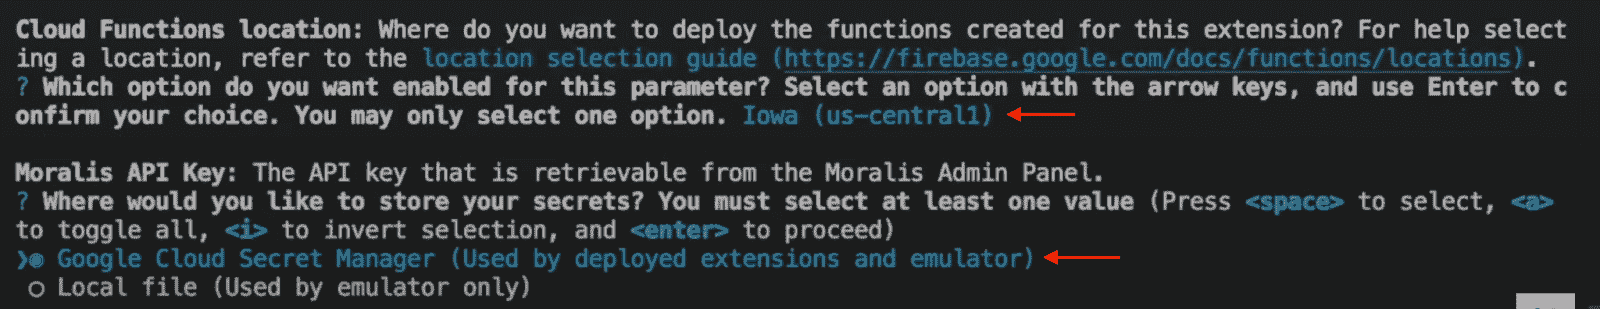 Cloud Functions location: Where do you want to deploy the functions created for this extension? For help select
ing a location, refer to the location selection guide (https://firebase.google.com/docs/functions/locations).
? Which option do you want enabled for this parameter? Select an option with the arrow keys, and use Enter to c
onfirm your choice. You may only select one option. Iowa (us-central1)
Moralis API Key: The API key that is retrievable from the Moralis Admin Panel.
? Where would you like to store your secrets? You must select at least one value (Press <space> to select, <a>
to toggle all, <i> to invert selection, and <enter> to proceed)
❯◉ Google Cloud Secret Manager (Used by deployed extensions and emulator)
○ Local file (Used by emulator only)